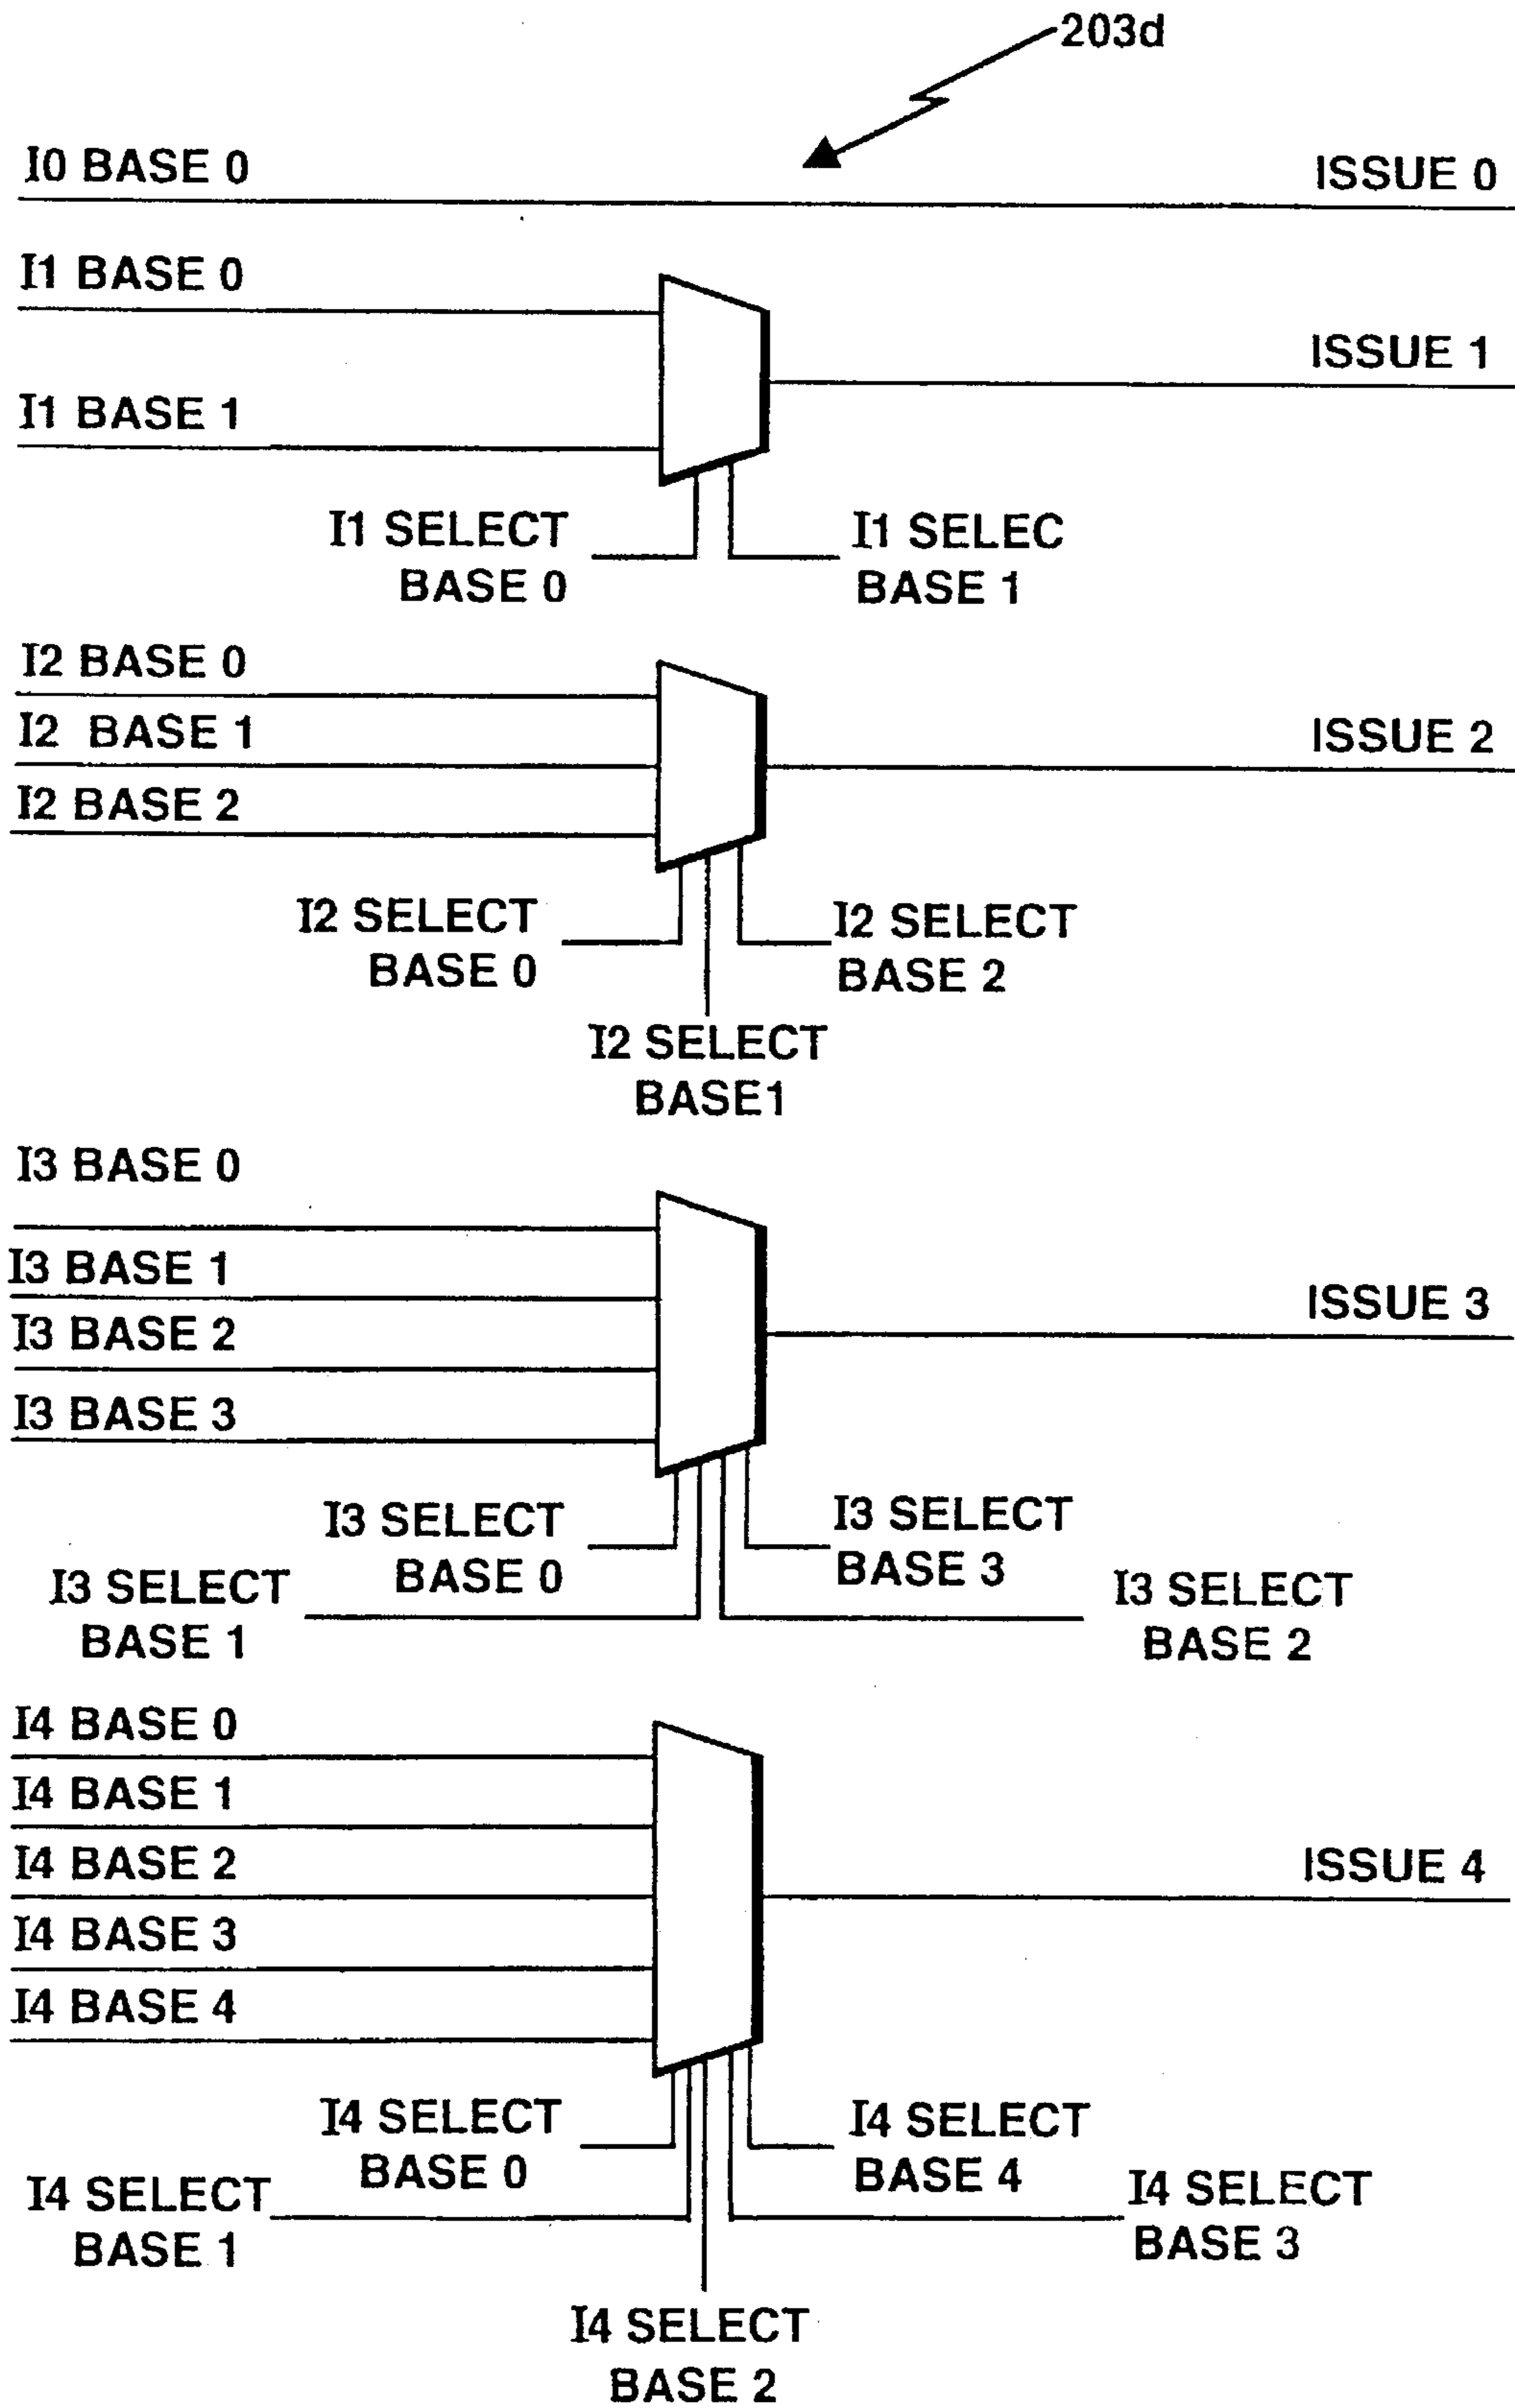 203d
I0 BASE 0
ISSUE 0
I1 BASE 0
ISSUE 1
I1 BASE 1
I1 SELECT
BASE 0
I1 SELEC
BASE 1
I2 BASE 0
I2 BASE 1
ISSUE 2
I2 BASE 2
I2 SELECT
BASE 0
I2 SELECT
BASE 2
I2 SELECT
BASE1
I3 BASE 0
I3 BASE 1
ISSUE 3
I3 BASE 2
I3 BASE 3
I3 SELECT
BASE 0
I3 SELECT
BASE 3
I3 SELECT
BASE 1
I3 SELECT
BASE 2
I4 BASE 0
I4 BASE 1
I4 BASE 2
ISSUE 4
I4 BASE 3
I4 BASE 4
I4 SELECT
BASE 0
I4 SELECT
BASE 4
I4 SELECT
BASE 1
I4 SELECT
BASE 3
I4 SELECT
BASE 2